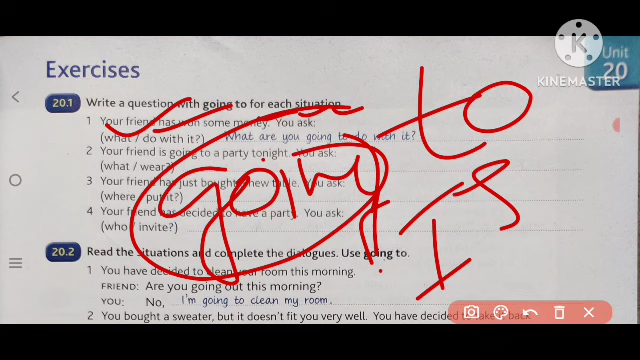 KINEMASTER
Unit
20
Exercises
20.1 Write a question with going to for each situation.
1 Your friend has won some money. You ask:
(what / do with it?) What are you going to do with it?
2 Your friend is going to a party tonight. You ask:
(what / wear?)
3 Your friend has just bought a new table. You ask:
(where / put it?)
4 Your friend has decided to have a party. You ask:
(who / invite?)
going to
20.2 Read the situations and complete the dialogues. Use going to.
1 You have decided to clean your room this morning.
FRIEND: Are you going out this morning?
YOU: No, I'm going to clean my room.
2 You bought a sweater, but it doesn't fit you very well. You have decided to take it back